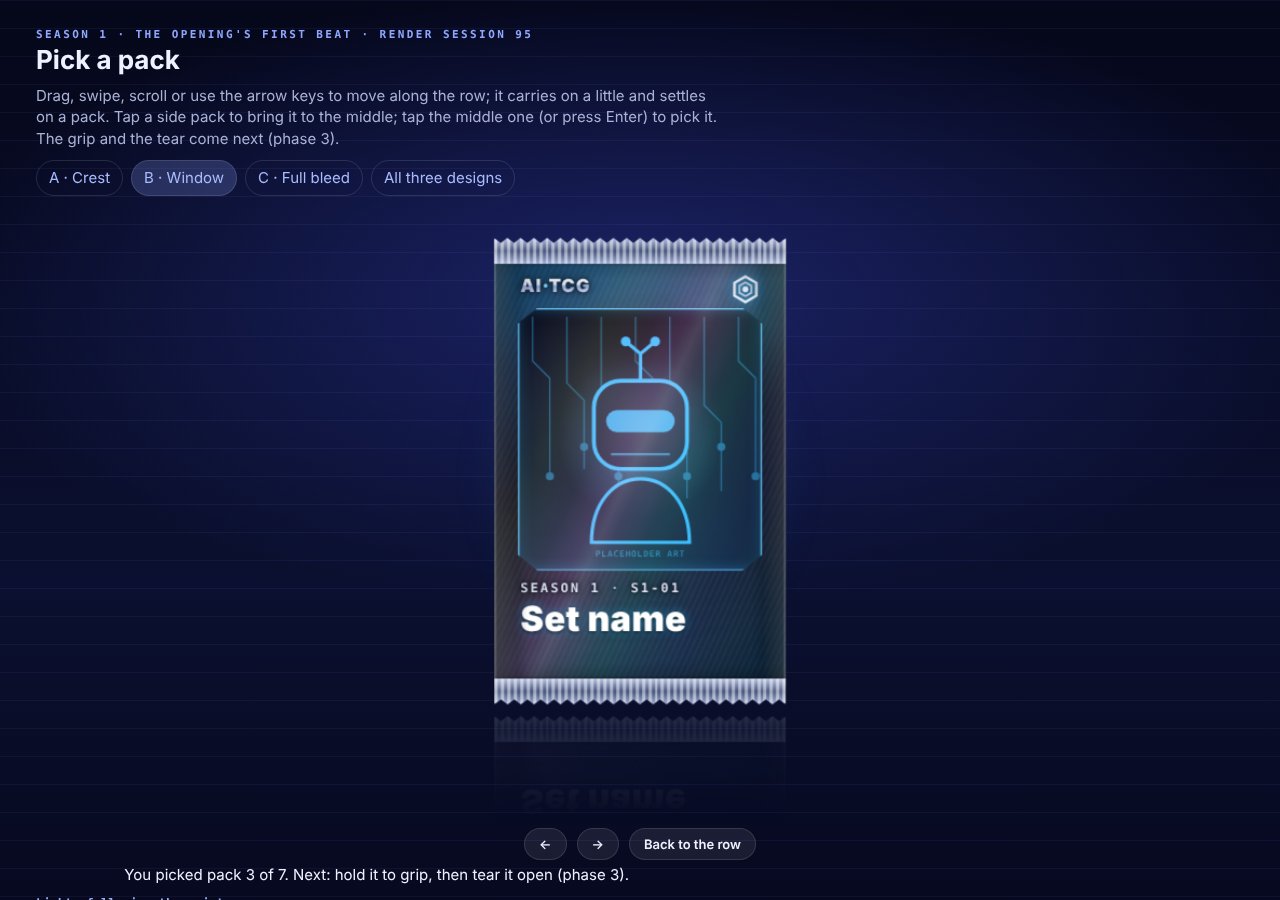 SEASON 1 · THE OPENING'S FIRST BEAT · RENDER SESSION 95
Pick a pack
Drag, swipe, scroll or use the arrow keys to move along the row; it carries on a little and settles
on a pack. Tap a side pack to bring it to the middle; tap the middle one (or press Enter) to pick it.
The grip and the tear come next (phase 3).
A · Crest
B · Window
C · Full bleed
All three designs
AI·TCG
PLACEHOLDER ART
SEASON 1 · S1-01
Set name
← → Back to the row
You picked pack 3 of 7. Next: hold it to grip, then tear it open (phase 3).